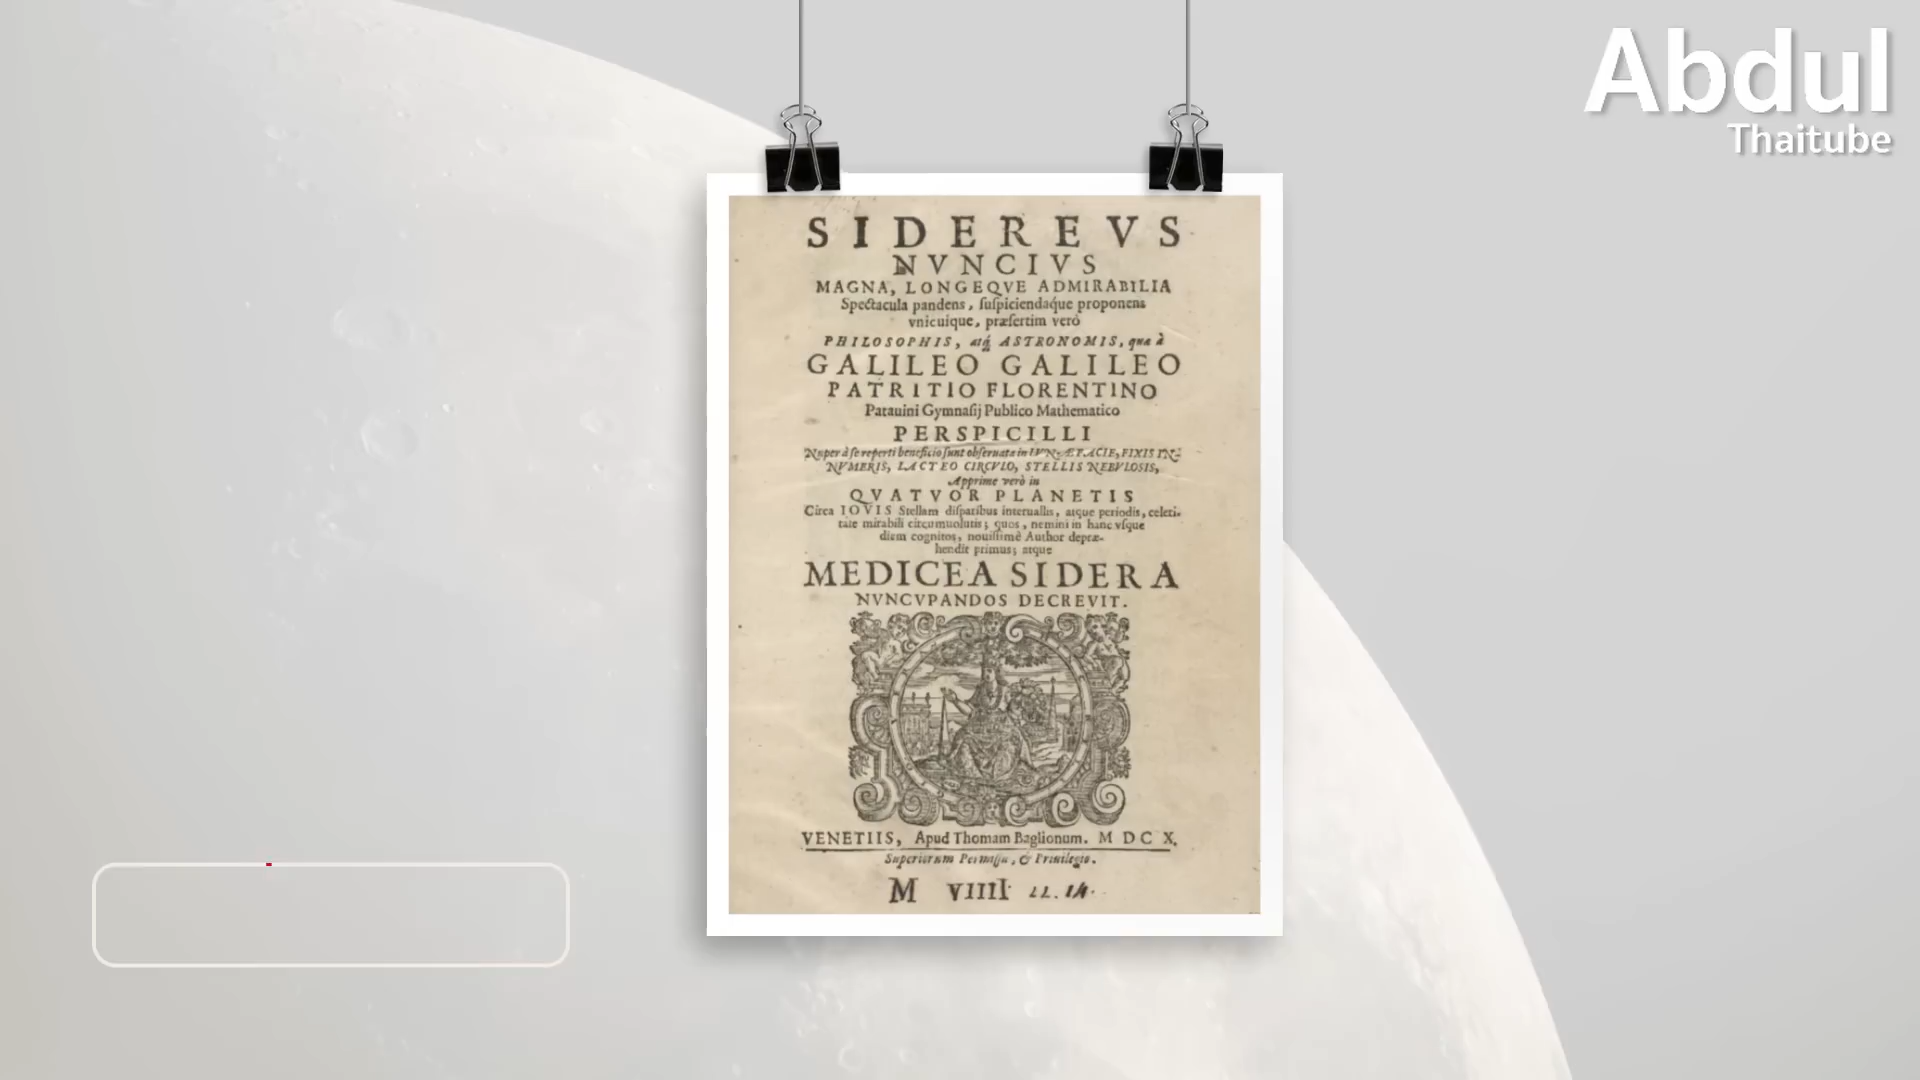 Abdul
Thaitube
SIDEREVS
NVNCIVS
MAGNA, LONGEQVE ADMIRABILIA
Spectacula pandens, ſuſpiciendaque proponens
vnicuique, præſertim verò
PHILOSOPHIS, atq́ ASTRONOMIS, quæ à
GALILEO GALILEO
PATRITIO FLORENTINO
Patauini Gymnaſij Publico Mathematico
PERSPICILLI
Nuper à ſe reperti beneficio ſunt obſeruata in LVNÆ FACIE, FIXIS IN-
NVMERIS, LACTEO CIRCVLO, STELLIS NEBVLOSIS,
Apprime verò in
QVATVOR PLANETIS
Circa IOVIS Stellam diſparibus interuallis, atque periodis, celeri-
tate mirabili circumuolutis; quos, nemini in hanc vſque
diem cognitos, nouiſſimè Author depræ-
hendit primus; atque
MEDICEA SIDERA
NVNCVPANDOS DECREVIT.
VENETIIS, Apud Thomam Baglionum. M D C X.
Superiorum Permiſſu, & Priuilegio.
M VIIII